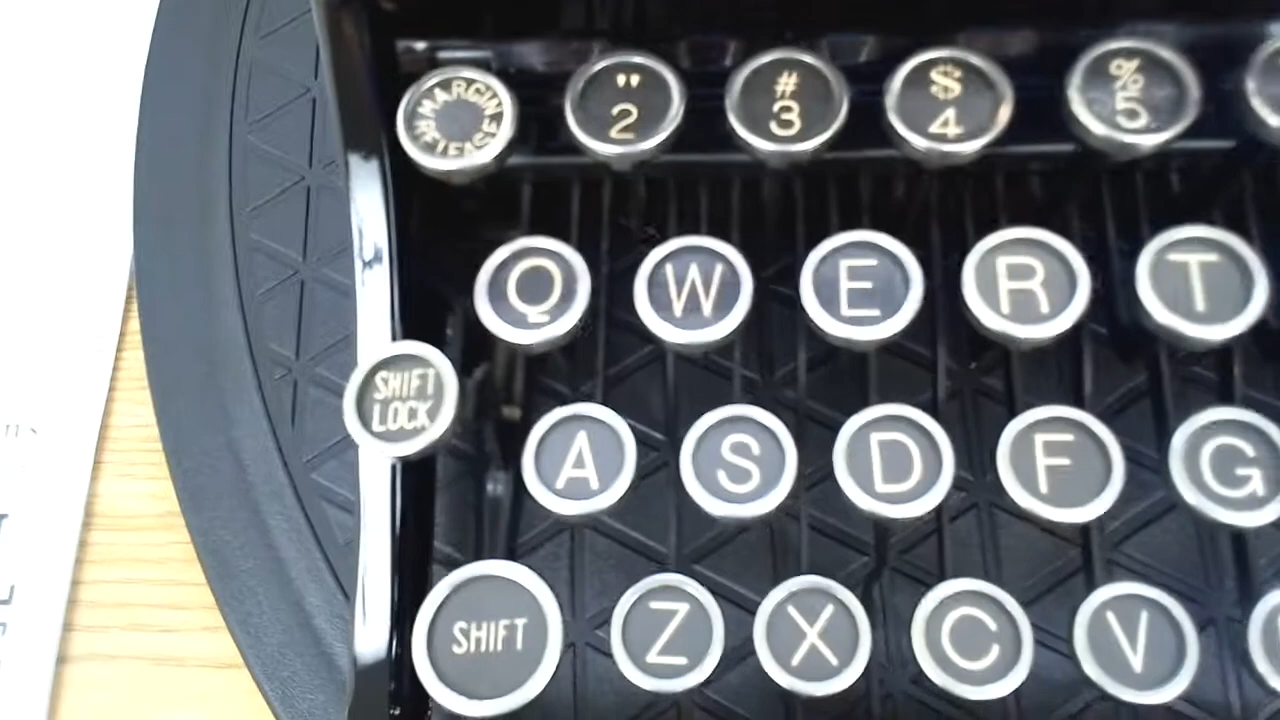 MARGIN RELEASE " # $ %
2 3 4 5
Q W E R T
SHIFT
LOCK
A S D F G
SHIFT Z X C V